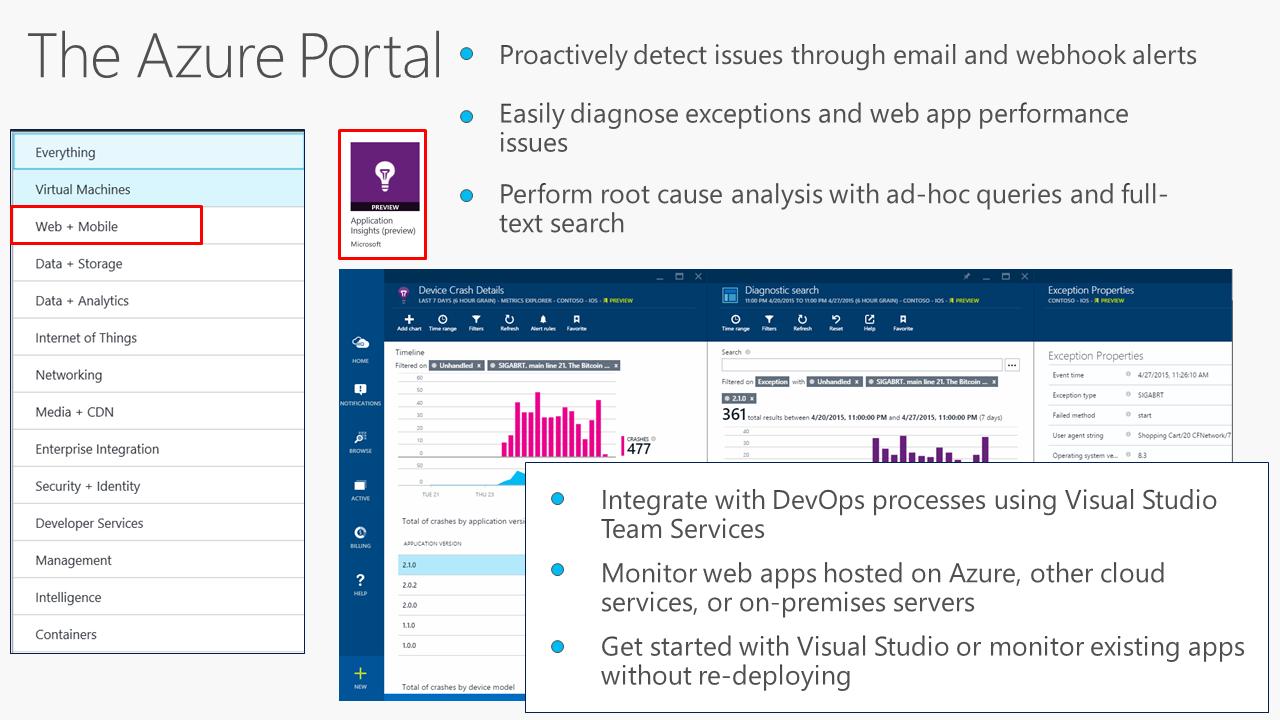 The Azure Portal
Proactively detect issues through email and webhook alerts
Easily diagnose exceptions and web app performance
issues
Perform root cause analysis with ad-hoc queries and full-
text search
Everything
Virtual Machines
Web + Mobile
Data + Storage
Data + Analytics
Internet of Things
Networking
Media + CDN
Enterprise Integration
Security + Identity
Developer Services
Management
Intelligence
Containers
PREVIEW
Application
Insights (preview)
Microsoft
HOME
NOTIFICATIONS
BROWSE
ACTIVE
BILLING
HELP
NEW
Device Crash Details
LAST 7 DAYS (6 HOUR GRAIN) - METRICS EXPLORER - CONTOSO - IOS - PREVIEW
Add chart Time range Filters Refresh Alert rules Favorite
Timeline
Filtered on Unhandled × SIGABRT. main line 21. The Bitcoin ... ×
60
50
40
30
20
10
0
CRASHES
477
50
0
TUE 21 THU 23
Total of crashes by application versi
APPLICATION VERSION
2.1.0
2.0.2
2.0.0
1.1.0
1.0.0
Total of crashes by device model
Diagnostic search
11:00 PM 4/20/2015 TO 11:00 PM 4/27/2015 (6 HOUR GRAIN) - CONTOSO - IOS - PREVIEW
Time range Filters Refresh Reset Help Favorite
Search
Filtered on Exception with Unhandled × SIGABRT. main line 21. The Bitcoin ... ×
2.1.0 ×
361 total results between 4/20/2015, 11:00:00 PM and 4/27/2015, 11:00:00 PM (7 days)
40
30
20
Exception Properties
CONTOSO - IOS - PREVIEW
Exception Properties
Event time 4/27/2015, 11:26:10 AM
Exception type SIGABRT
Failed method start
User agent string Shopping Cart/20 CFNetwork/7
Operating system ve... 8.3
Integrate with DevOps processes using Visual Studio
Team Services
Monitor web apps hosted on Azure, other cloud
services, or on-premises servers
Get started with Visual Studio or monitor existing apps
without re-deploying